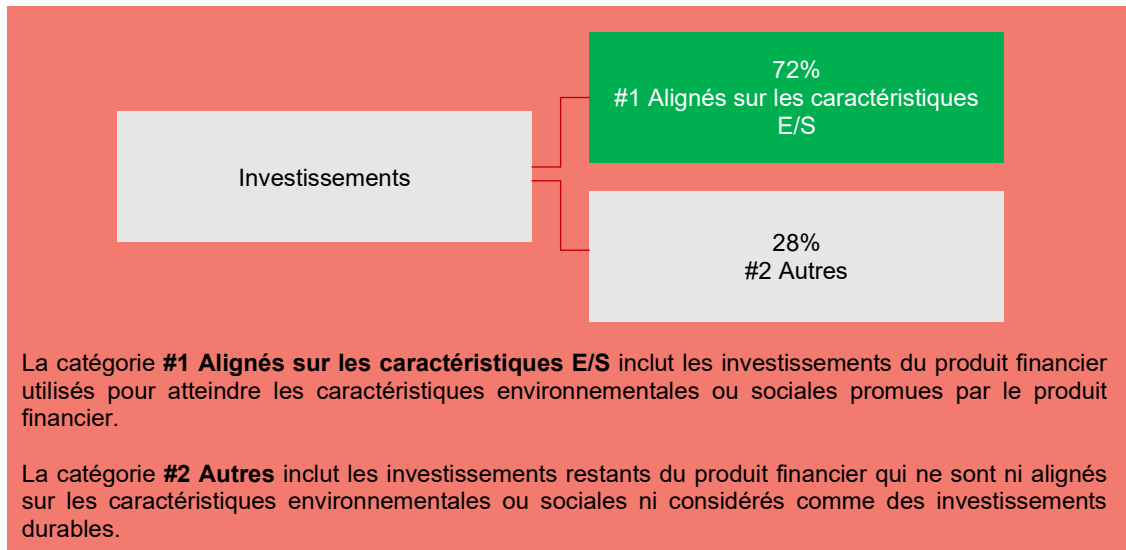 72%
#1 Alignés sur les caractéristiques
E/S
Investissements
28%
#2 Autres
La catégorie #1 Alignés sur les caractéristiques E/S inclut les investissements du produit financier
utilisés pour atteindre les caractéristiques environnementales ou sociales promues par le produit
financier.
La catégorie #2 Autres inclut les investissements restants du produit financier qui ne sont ni alignés
sur les caractéristiques environnementales ou sociales ni considérés comme des investissements
durables.